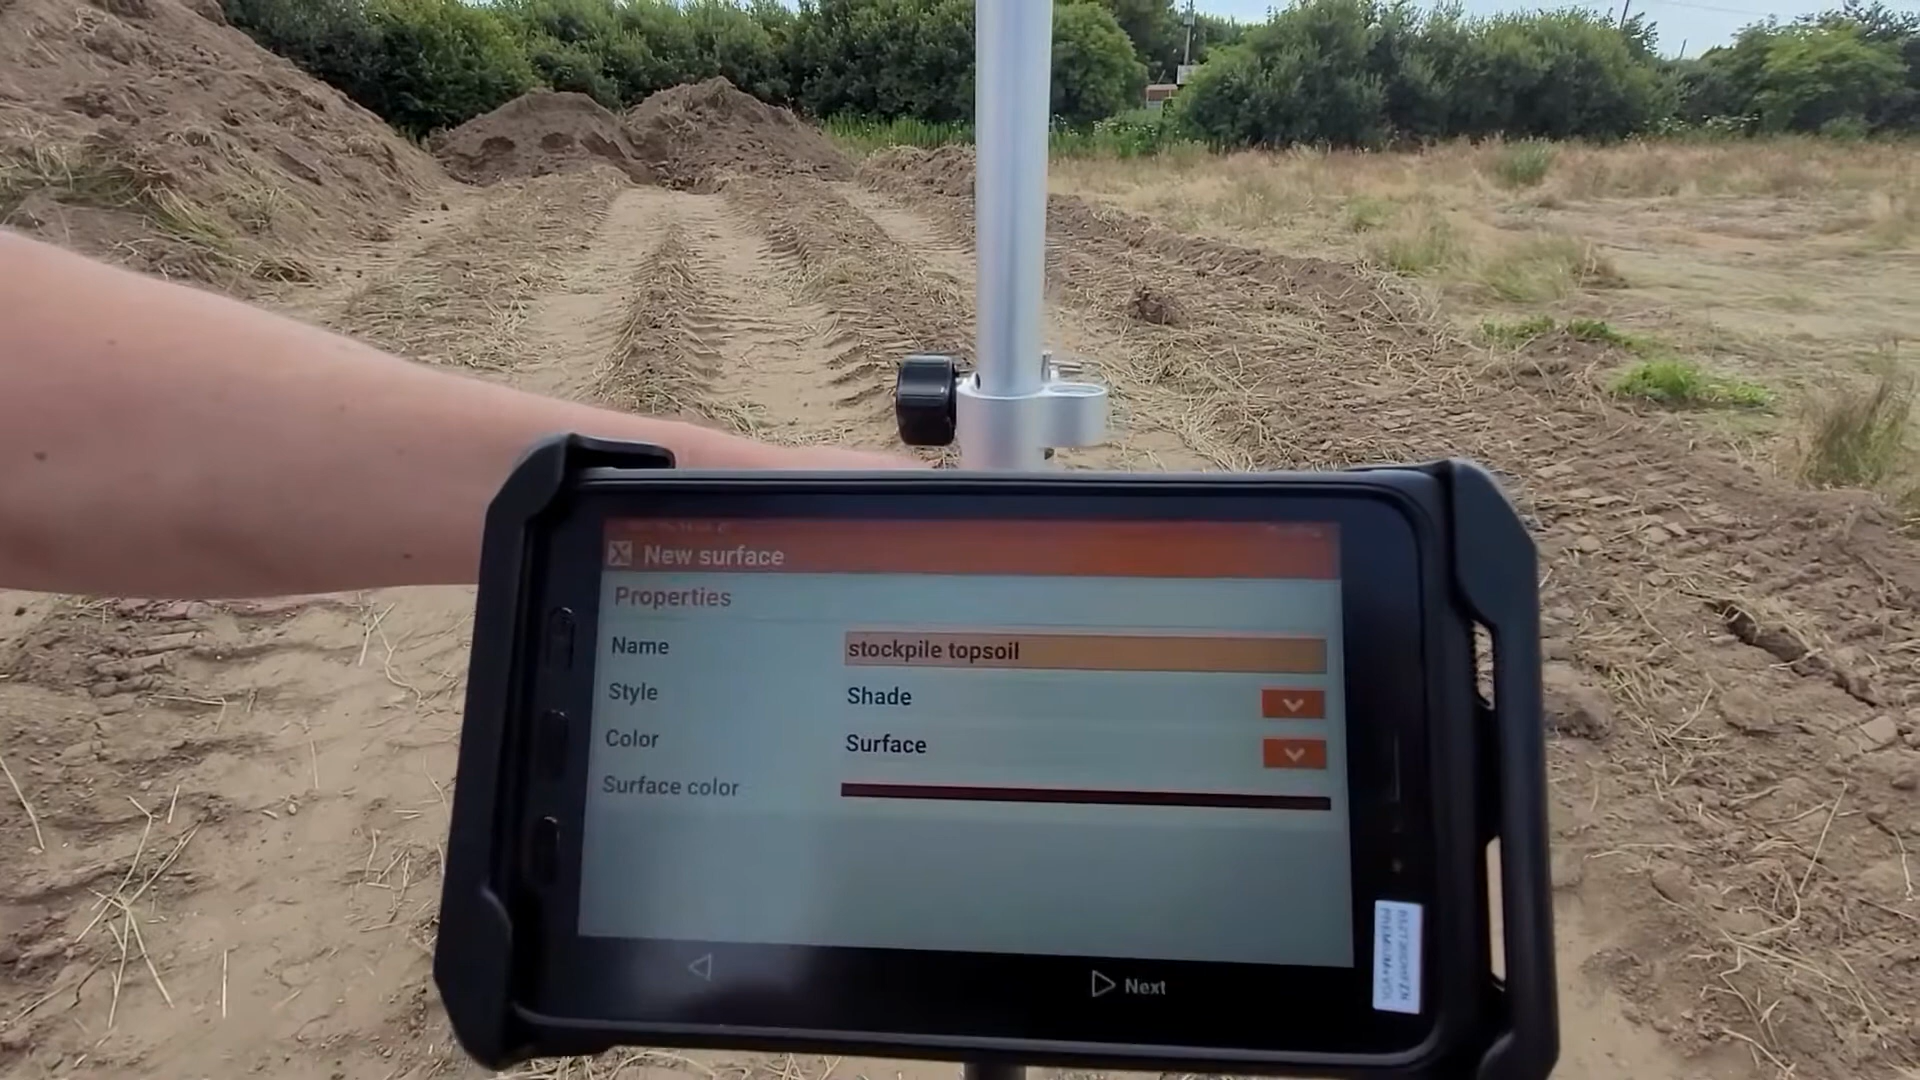 New surface
Properties
Name stockpile topsoil
Style Shade
Color Surface
Surface color
Next